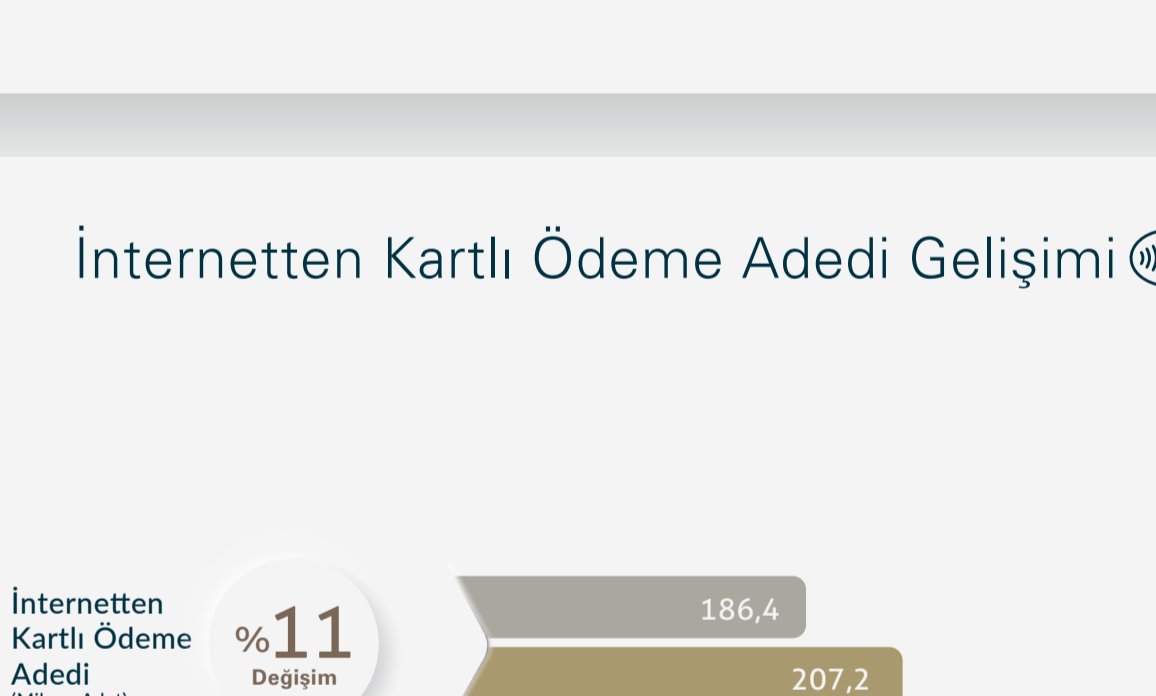 İnternetten Kartlı Ödeme Adedi Gelişimi
İnternetten
Kartlı Ödeme
Adedi
%11
Değişim
186,4
207,2